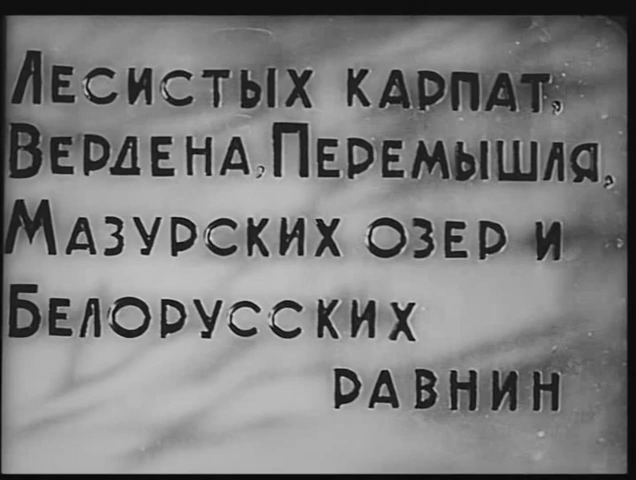 Лесистых карпат,
Вердена, Перемышля,
Мазурских озер и
Белорусских
равнин